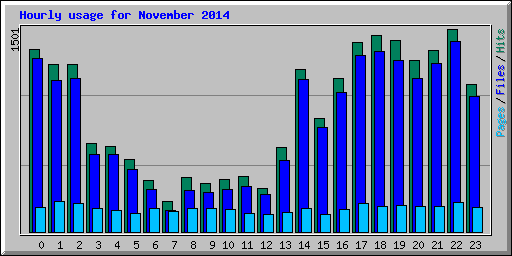 Hourly usage for November 2014
1501
Pages/Files/Hits
0 1 2 3 4 5 6 7 8 9 10 11 12 13 14 15 16 17 18 19 20 21 22 23